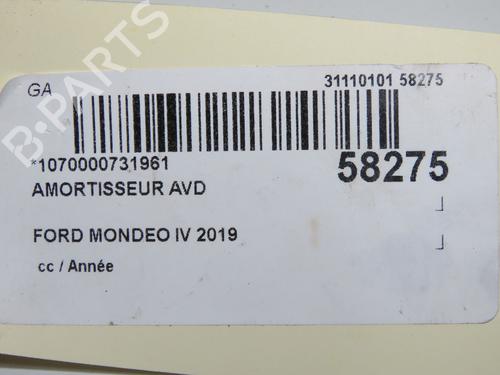 GA
31110101 58275
*1070000731961
58275
AMORTISSEUR AVD
FORD MONDEO IV 2019
cc / Année
B-PARTS